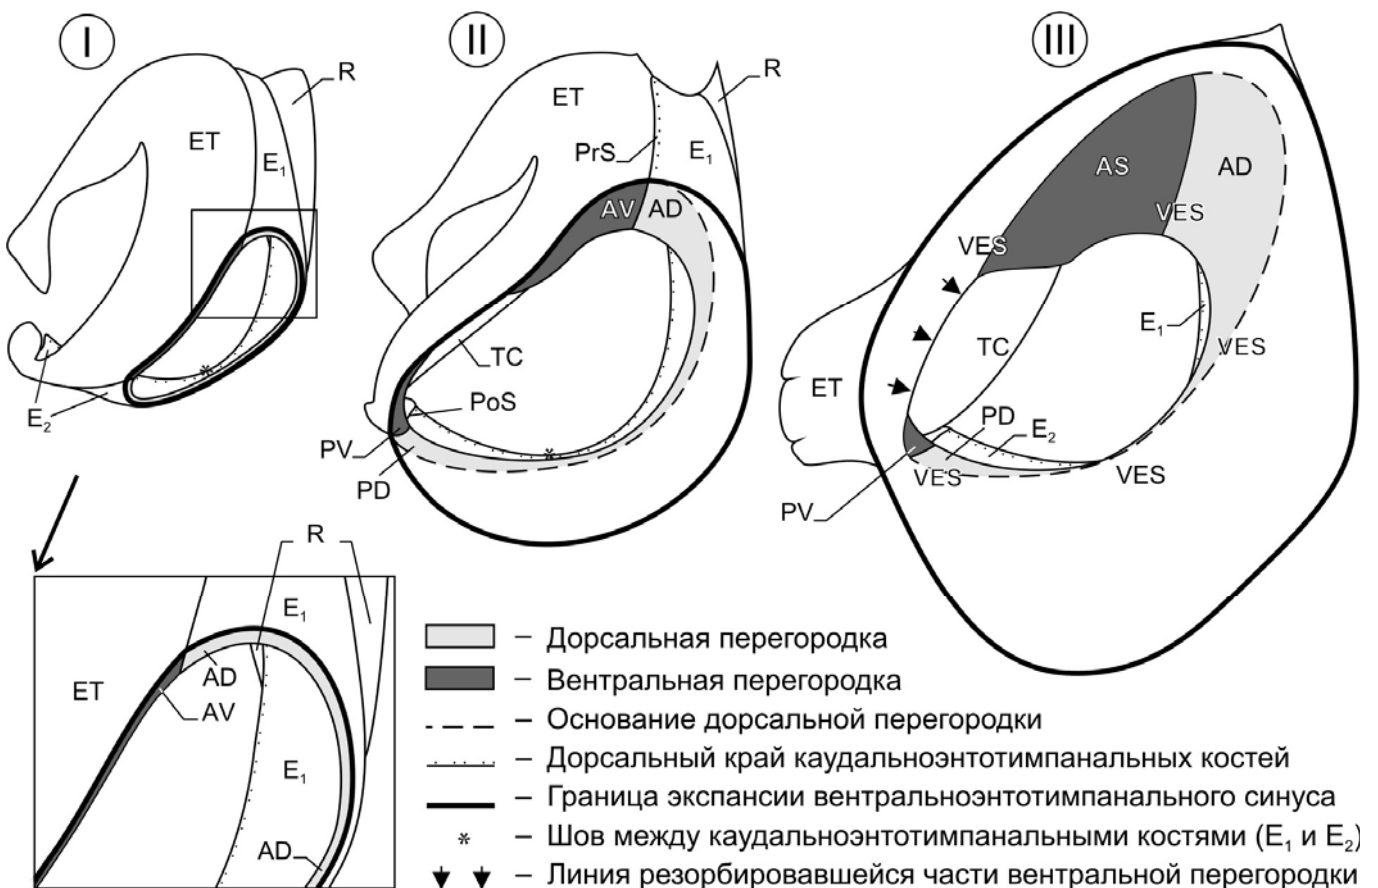 I
II
III
R
ET
E₁
E₂
ET
R
PrS
E₁
AV
AD
TC
PoS
PV
PD
AS
AD
VES
VES
E₁
TC
VES
ET
PD
E₂
VES
VES
PV
R
E₁
ET
AD
AV
E₁
AD
– Дорсальная перегородка
– Вентральная перегородка
– Основание дорсальной перегородки
– Дорсальный край каудальноэнтотимпанальных костей
– Граница экспансии вентральноэнтотимпанального синуса
* – Шов между каудальноэнтотимпанальными костями (E₁ и E₂)
– Линия резорбировавшейся части вентральной перегородки